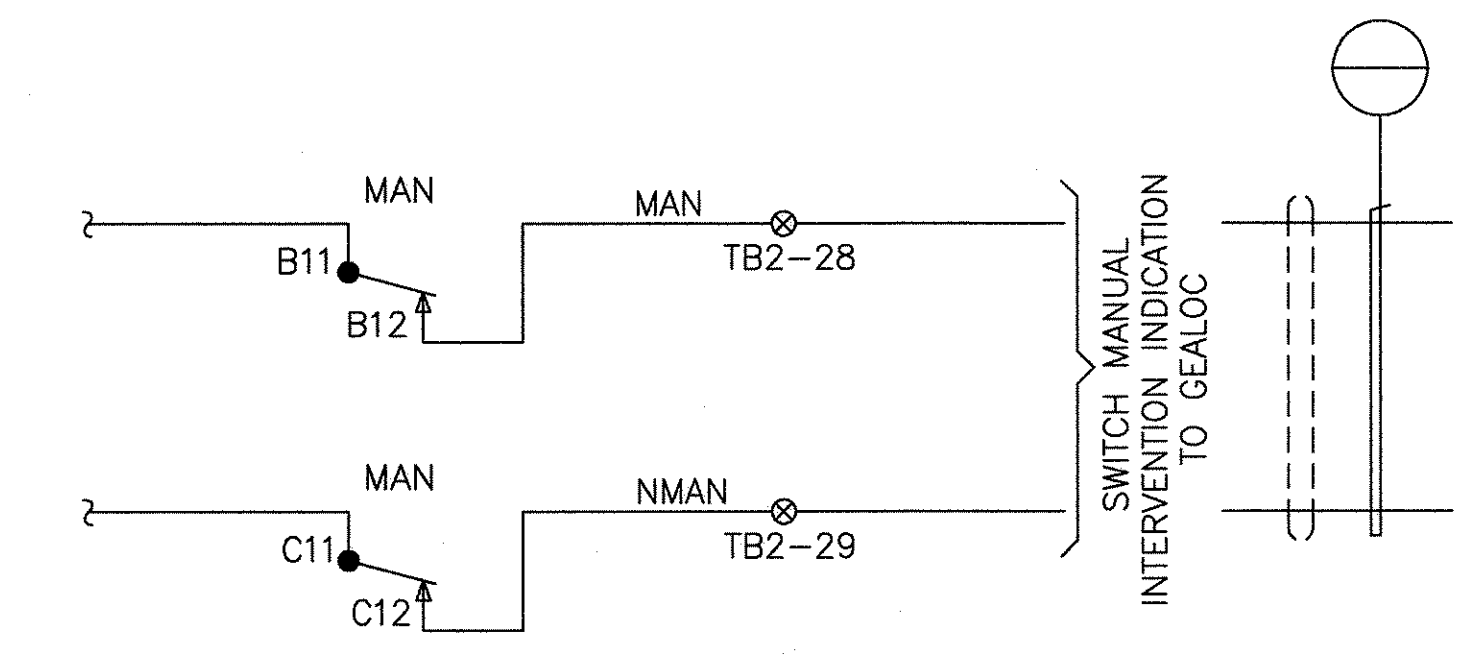 MAN
MAN
B11
TB2-28
B12
MAN
NMAN
C11
TB2-29
C12
SWITCH MANUAL
INTERVENTION INDICATION
TO GEALOC